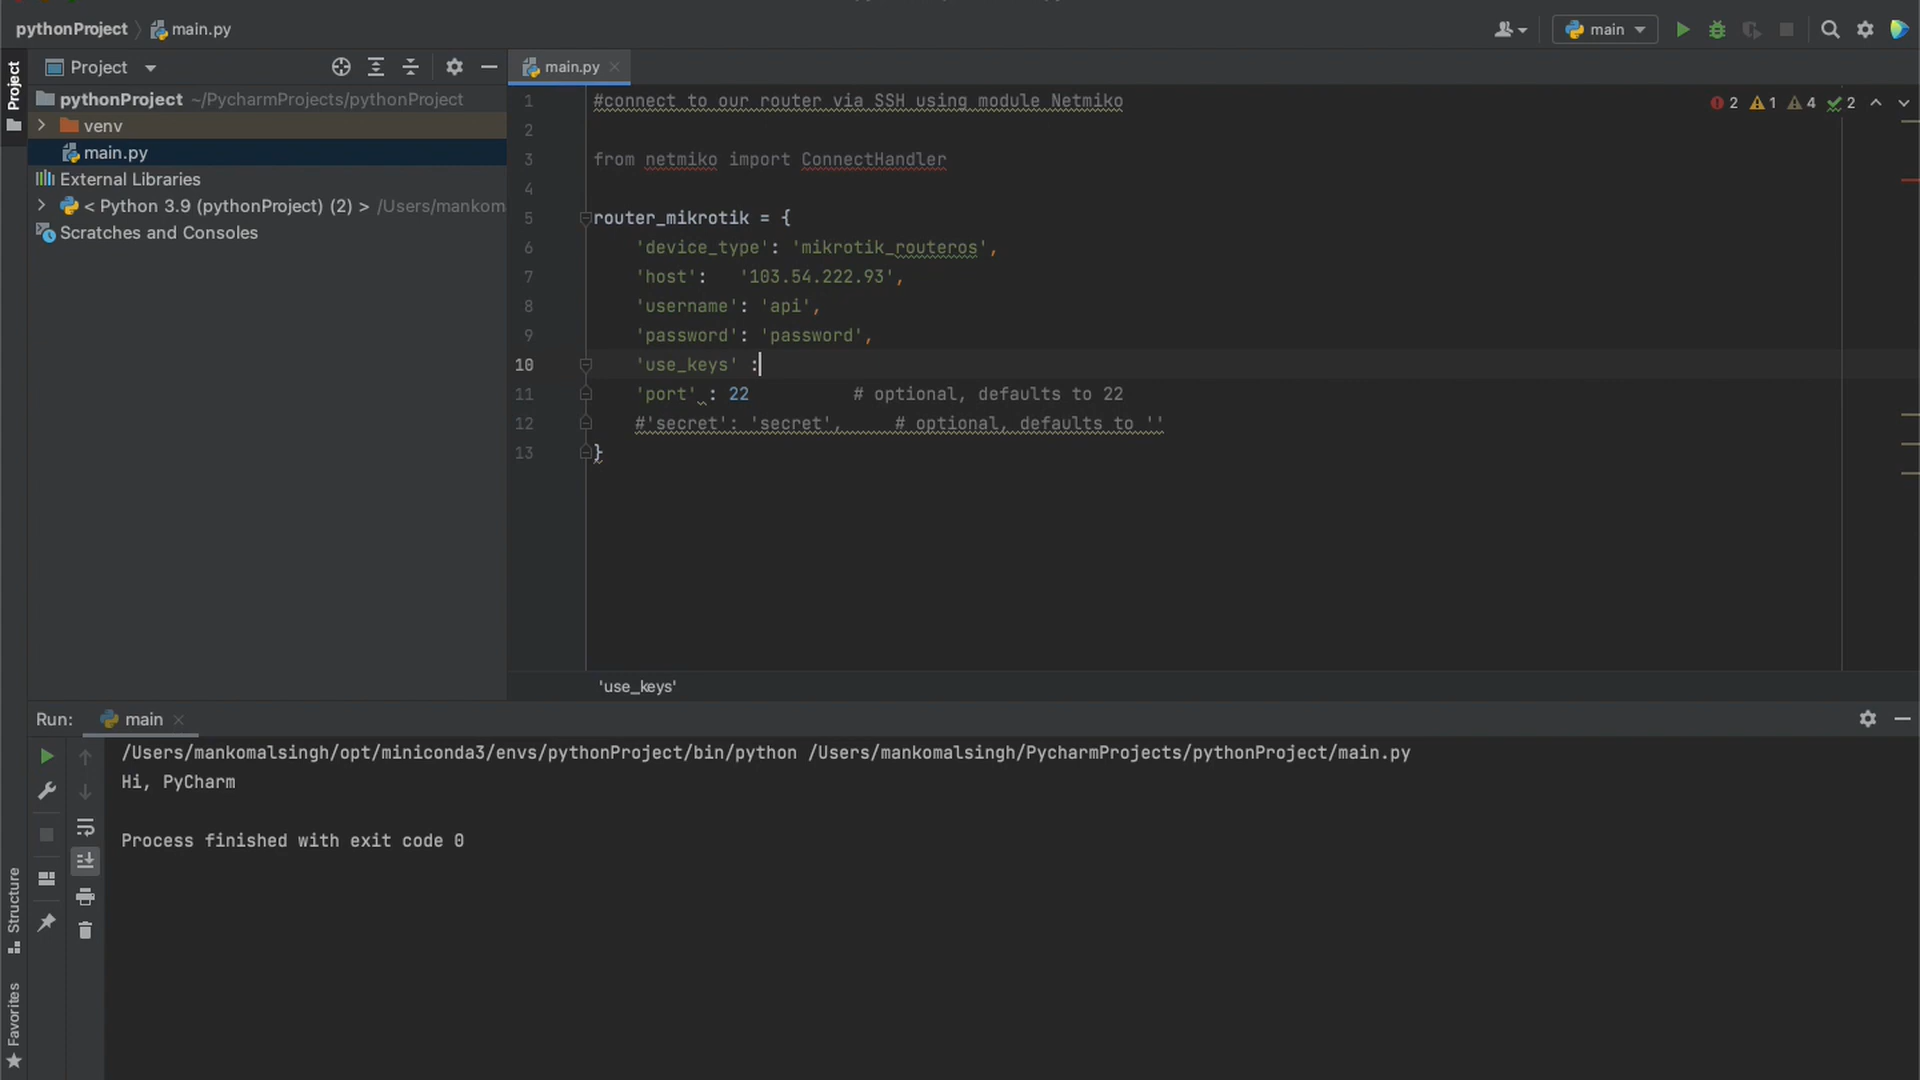 pythonProject main.py
main
Project
main.py
Project
pythonProject ~/PycharmProjects/pythonProject
venv
main.py
External Libraries
< Python 3.9 (pythonProject) (2) > /Users/mankom
Scratches and Consoles
1 #connect to our router via SSH using module Netmiko
2 1 4 2
2
3 from netmiko import ConnectHandler
4
5 router_mikrotik = {
6 'device_type': 'mikrotik_routeros',
7 'host': '103.54.222.93',
8 'username': 'api',
9 'password': 'password',
10 'use_keys' :
11 'port' : 22 # optional, defaults to 22
12 #'secret': 'secret', # optional, defaults to ''
13 }
'use_keys'
Run: main
/Users/mankomalsingh/opt/miniconda3/envs/pythonProject/bin/python /Users/mankomalsingh/PycharmProjects/pythonProject/main.py
Hi, PyCharm
Process finished with exit code 0
Structure
Favorites